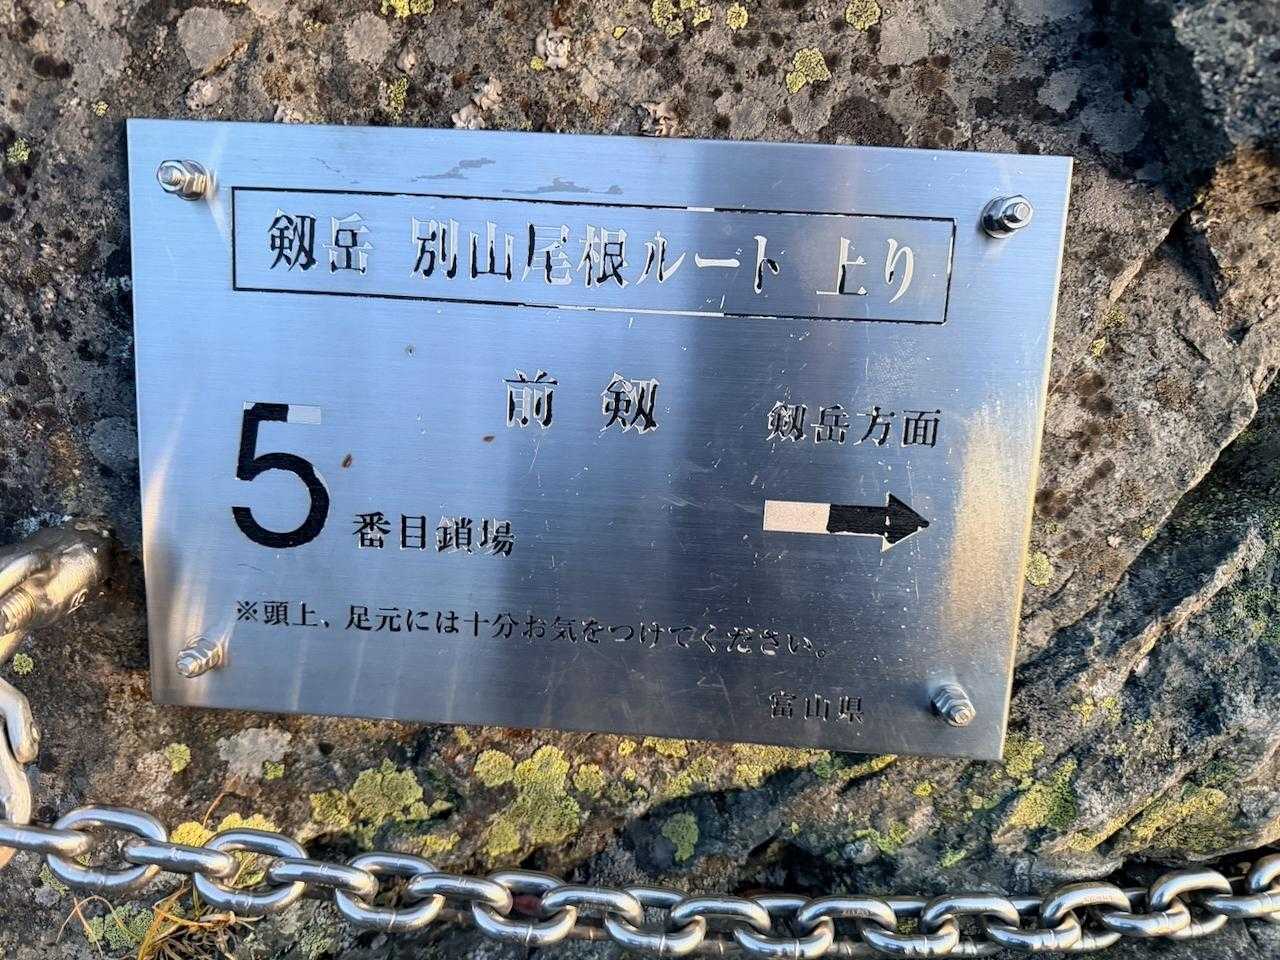 剱岳 別山尾根ルート 上り
前 剱
剱岳方面
5番目鎖場
※頭上、足元には十分お気をつけてください。
富山県